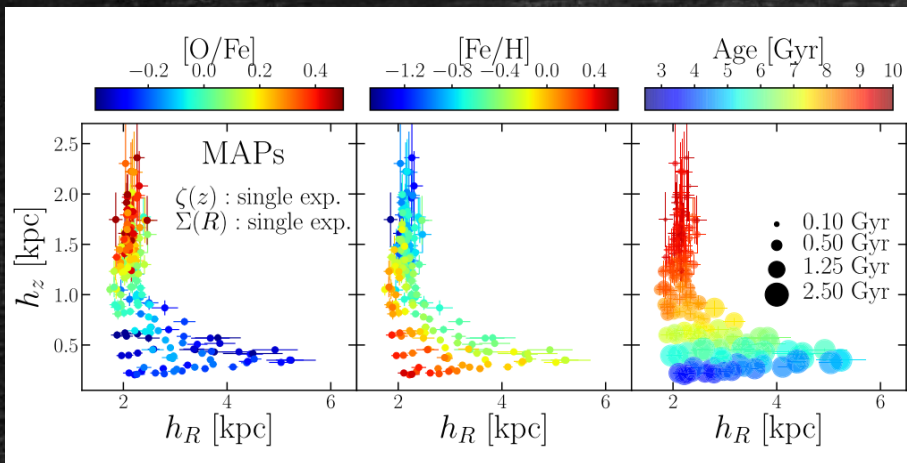 [O/Fe] [Fe/H] Age [Gyr]
−0.2 0.0 0.2 0.4 −1.2 −0.8 −0.4 0.0 0.4 3 4 5 6 7 8 9 10
MAPs
ζ(z) : single exp.
Σ(R) : single exp.
0.10 Gyr
0.50 Gyr
1.25 Gyr
2.50 Gyr
2.5
2.0
1.5
1.0
0.5
h_z [kpc]
2 4 6 2 4 6 2 4 6
h_R [kpc] h_R [kpc] h_R [kpc]